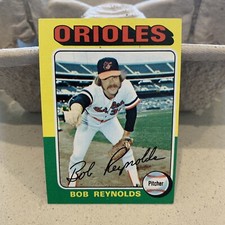 ORIOLES
Bob Reynolds
BOB REYNOLDS
Pitcher